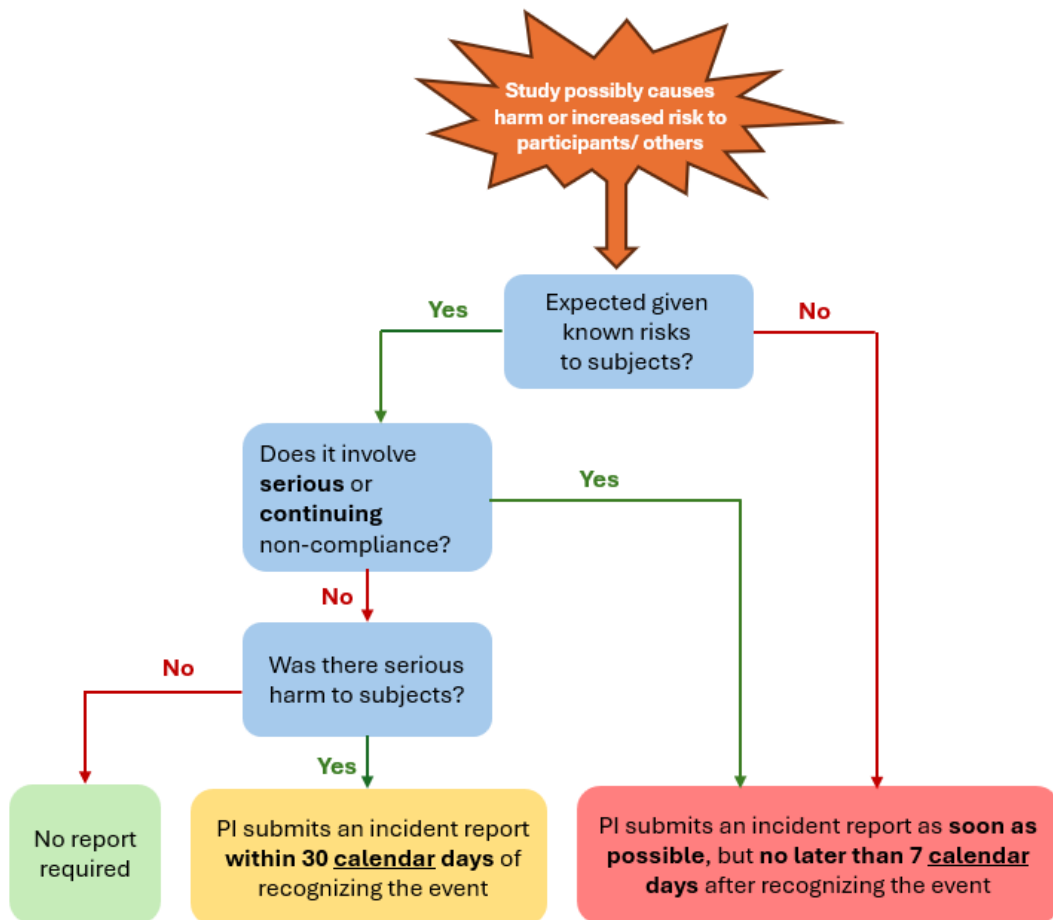 Study possibly causes
harm or increased risk to
participants/ others
Expected given
known risks
to subjects?
Yes
No
Does it involve
serious or
continuing
non-compliance?
Yes
No
Was there serious
harm to subjects?
No
Yes
No report
required
PI submits an incident report
within 30 calendar days of
recognizing the event
PI submits an incident report as soon as
possible, but no later than 7 calendar
days after recognizing the event